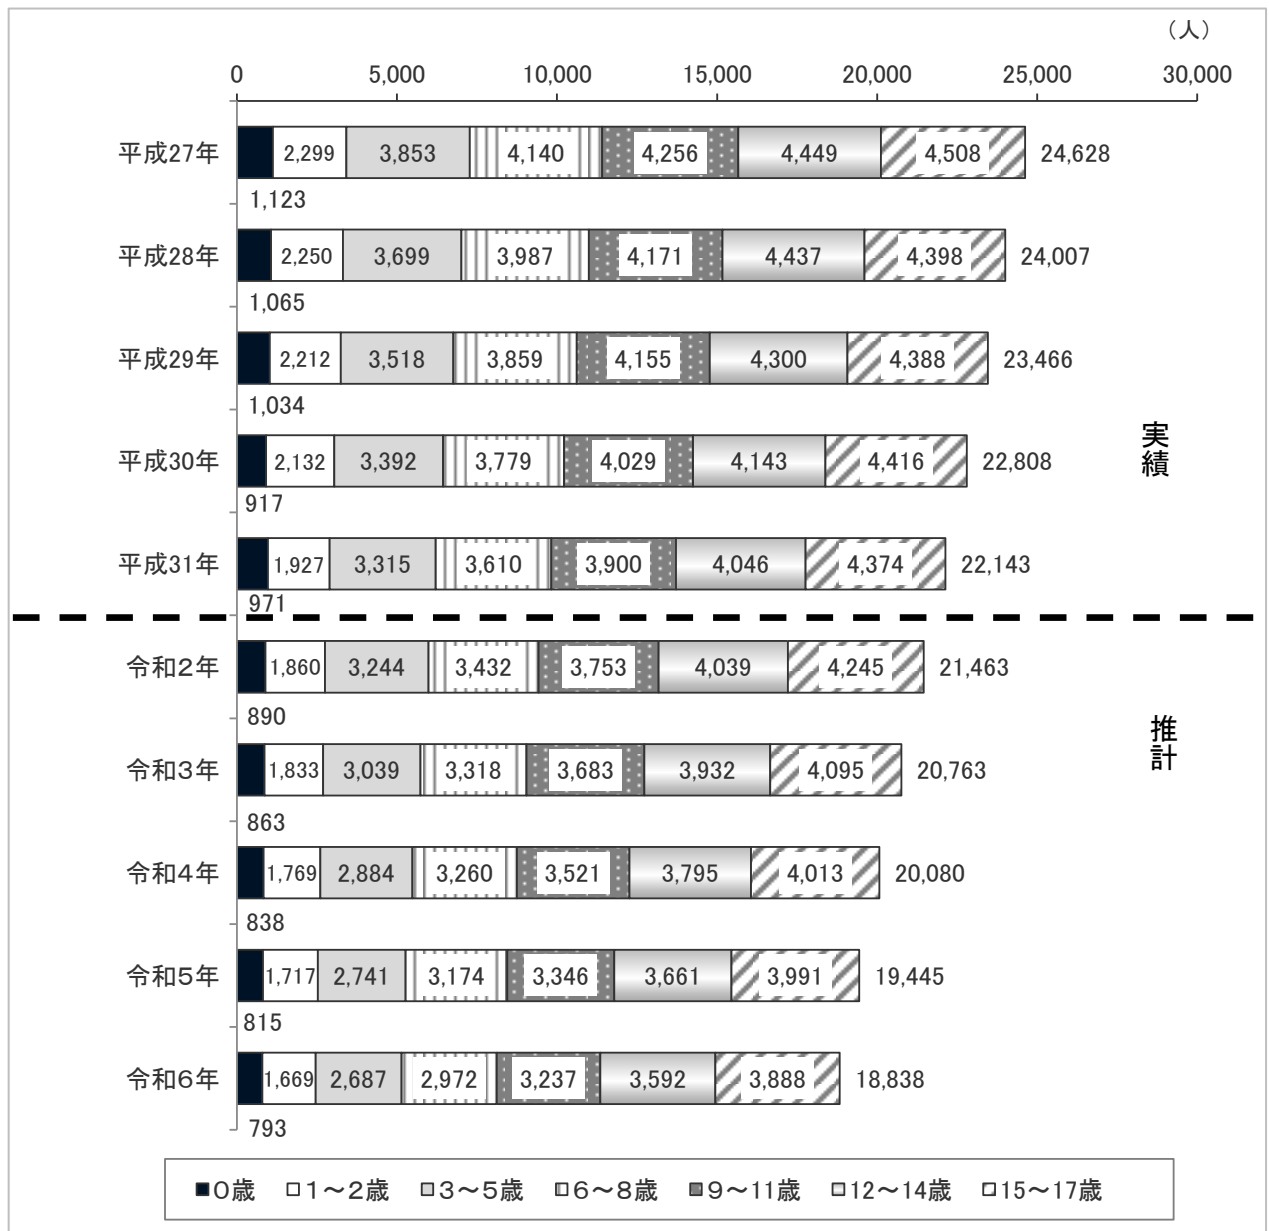 （人）
0 5,000 10,000 15,000 20,000 25,000 30,000
平成27年 2,299 3,853 4,140 4,256 4,449 4,508 24,628
1,123
平成28年 2,250 3,699 3,987 4,171 4,437 4,398 24,007
1,065
平成29年 2,212 3,518 3,859 4,155 4,300 4,388 23,466
1,034
平成30年 2,132 3,392 3,779 4,029 4,143 4,416 22,808
917
実績
平成31年 1,927 3,315 3,610 3,900 4,046 4,374 22,143
971
令和２年 1,860 3,244 3,432 3,753 4,039 4,245 21,463
890
推計
令和３年 1,833 3,039 3,318 3,683 3,932 4,095 20,763
863
令和４年 1,769 2,884 3,260 3,521 3,795 4,013 20,080
838
令和５年 1,717 2,741 3,174 3,346 3,661 3,991 19,445
815
令和６年 1,669 2,687 2,972 3,237 3,592 3,888 18,838
793
０歳 １～２歳 ３～５歳 ６～８歳 ９～11歳 12～14歳 15～17歳